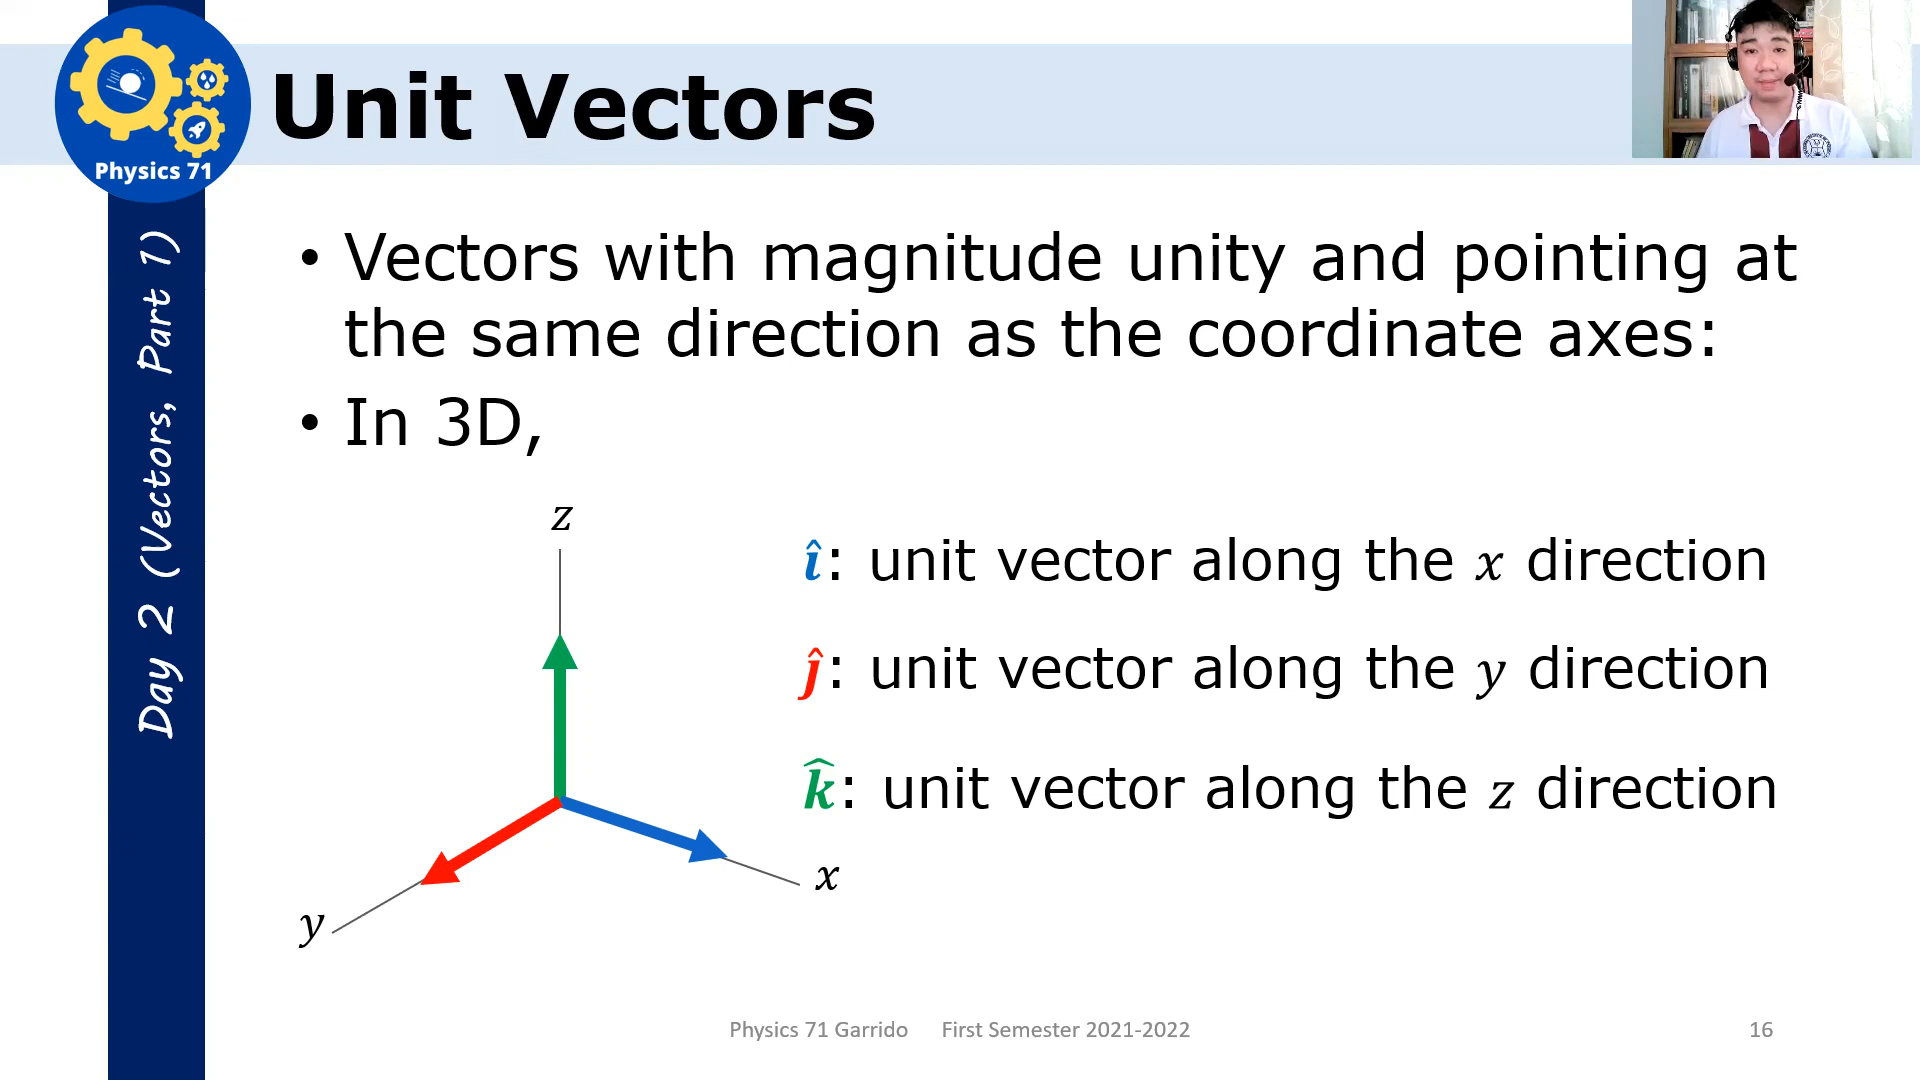 Unit Vectors
Physics 71
Day 2 (Vectors, Part 1)
• Vectors with magnitude unity and pointing at
the same direction as the coordinate axes:
• In 3D,
z
x
y
î: unit vector along the x direction
ĵ: unit vector along the y direction
k̂: unit vector along the z direction
Physics 71 Garrido First Semester 2021-2022
16